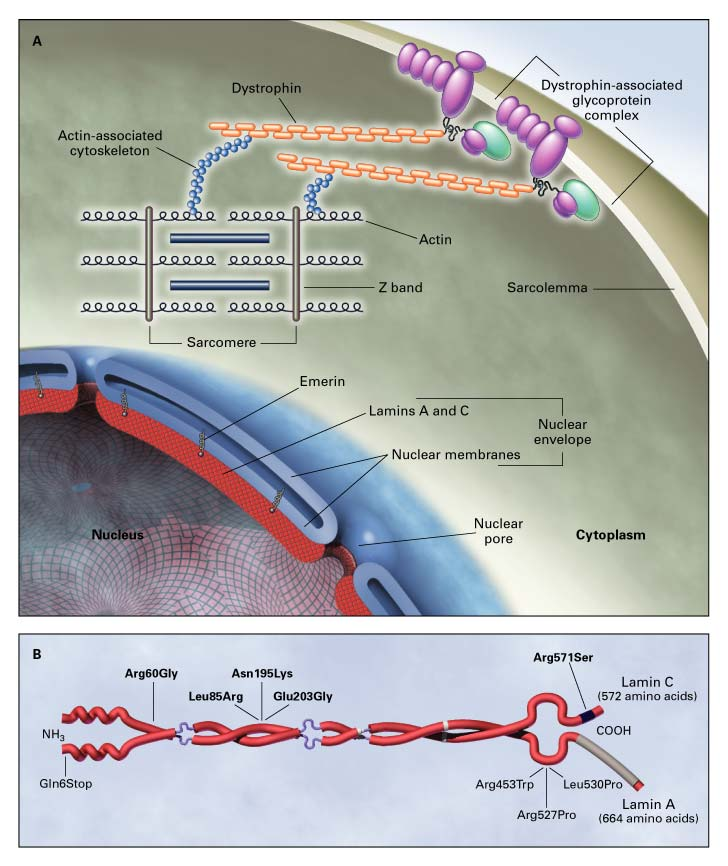 A
Dystrophin
Dystrophin-associated
glycoprotein
complex
Actin-associated
cytoskeleton
Actin
Z band
Sarcolemma
Sarcomere
Emerin
Lamins A and C
Nuclear
envelope
Nuclear membranes
Nuclear
pore
Nucleus
Cytoplasm
B
Arg571Ser
Arg60Gly
Asn195Lys
Leu85Arg
Glu203Gly
Lamin C
(572 amino acids)
NH3
COOH
Gln6Stop
Arg453Trp
Leu530Pro
Arg527Pro
Lamin A
(664 amino acids)